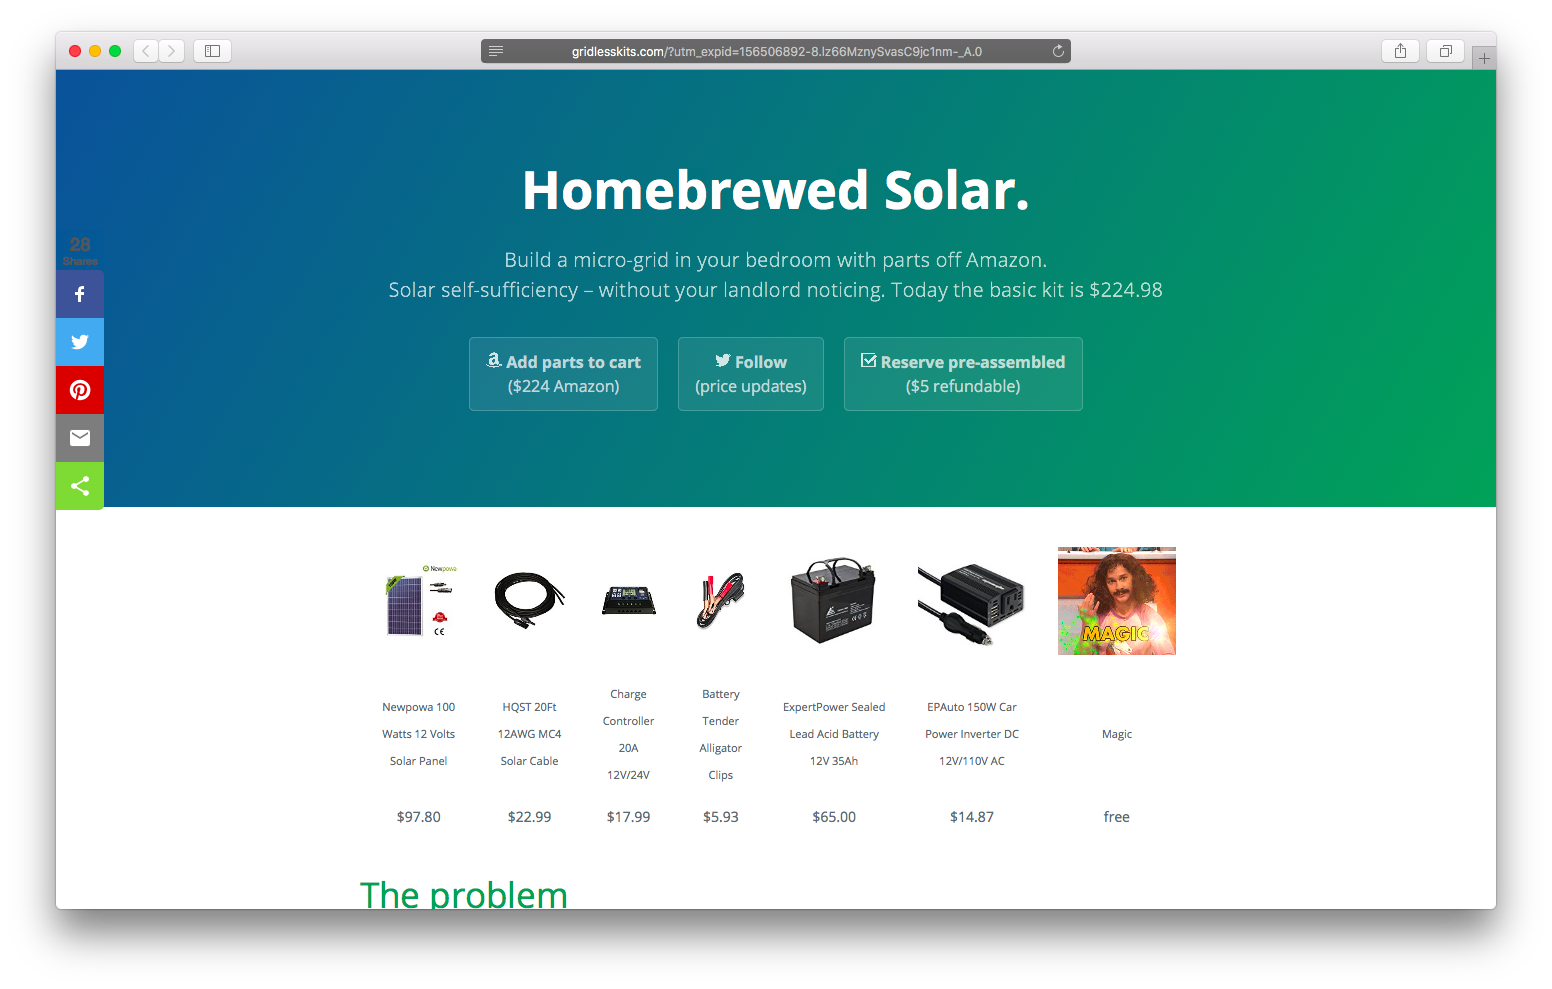 gridlesskits.com/?utm_expid=156506892-8.lz66MznySvasC9jc1nm-_A.0
Homebrewed Solar.
Build a micro-grid in your bedroom with parts off Amazon.
Solar self-sufficiency – without your landlord noticing. Today the basic kit is $224.98
Add parts to cart
($224 Amazon)
Follow
(price updates)
Reserve pre-assembled
($5 refundable)
28
Shares
Newpowa
CE
MAGIC
Newpowa 100
Watts 12 Volts
Solar Panel
$97.80
HQST 20Ft
12AWG MC4
Solar Cable
$22.99
Charge
Controller
20A
12V/24V
$17.99
Battery
Tender
Alligator
Clips
$5.93
ExpertPower Sealed
Lead Acid Battery
12V 35Ah
$65.00
EPAuto 150W Car
Power Inverter DC
12V/110V AC
$14.87
Magic
free
The problem